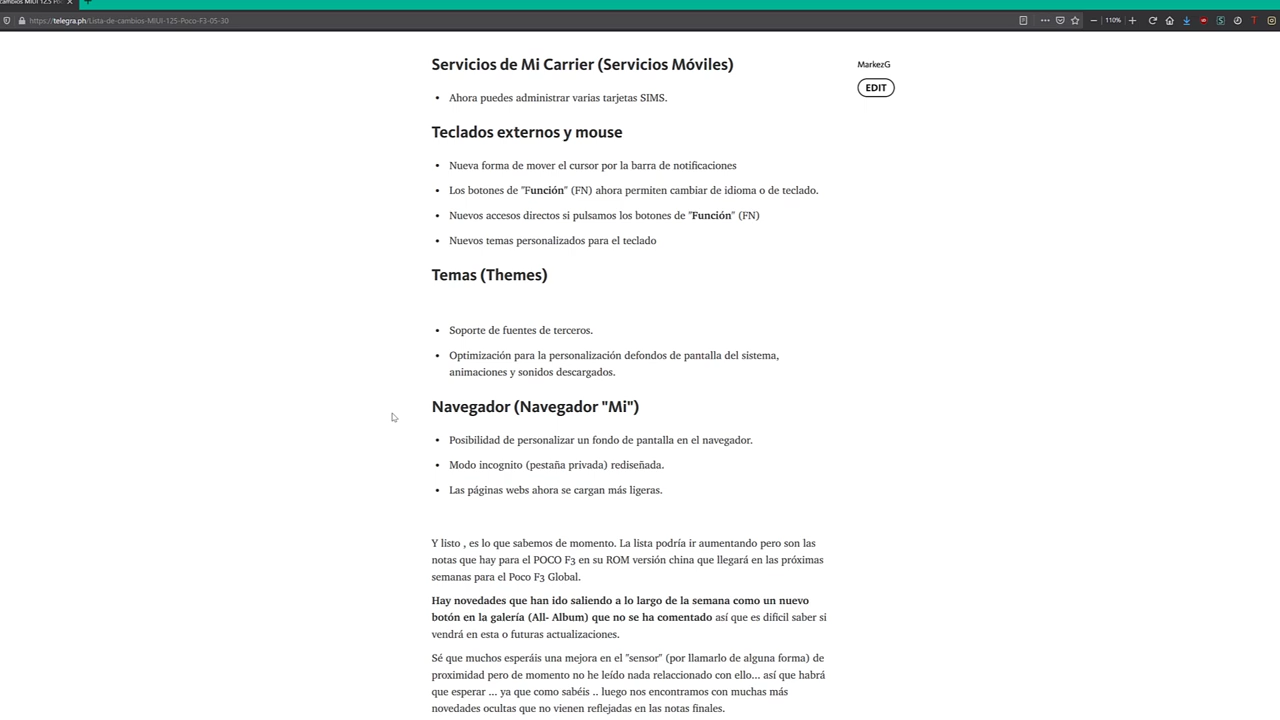 cambios MIUI 12.5 Po
https://telegra.ph/Lista-de-cambios-MIUI-125-Poco-F3-05-30
110%
Servicios de Mi Carrier (Servicios Móviles)
MarkezG
EDIT
• Ahora puedes administrar varias tarjetas SIMS.
Teclados externos y mouse
• Nueva forma de mover el cursor por la barra de notificaciones
• Los botones de "Función" (FN) ahora permiten cambiar de idioma o de teclado.
• Nuevos accesos directos si pulsamos los botones de "Función" (FN)
• Nuevos temas personalizados para el teclado
Temas (Themes)
• Soporte de fuentes de terceros.
• Optimización para la personalización defondos de pantalla del sistema,
animaciones y sonidos descargados.
Navegador (Navegador "Mi")
• Posibilidad de personalizar un fondo de pantalla en el navegador.
• Modo incognito (pestaña privada) rediseñada.
• Las páginas webs ahora se cargan más ligeras.
Y listo , es lo que sabemos de momento. La lista podría ir aumentando pero son las
notas que hay para el POCO F3 en su ROM versión china que llegará en las próximas
semanas para el Poco F3 Global.
Hay novedades que han ido saliendo a lo largo de la semana como un nuevo
botón en la galería (All- Album) que no se ha comentado así que es difícil saber si
vendrá en esta o futuras actualizaciones.
Sé que muchos esperáis una mejora en el "sensor" (por llamarlo de alguna forma) de
proximidad pero de momento no he leído nada relaccionado con ello... así que habrá
que esperar ... ya que como sabéis .. luego nos encontramos con muchas más
novedades ocultas que no vienen reflejadas en las notas finales.